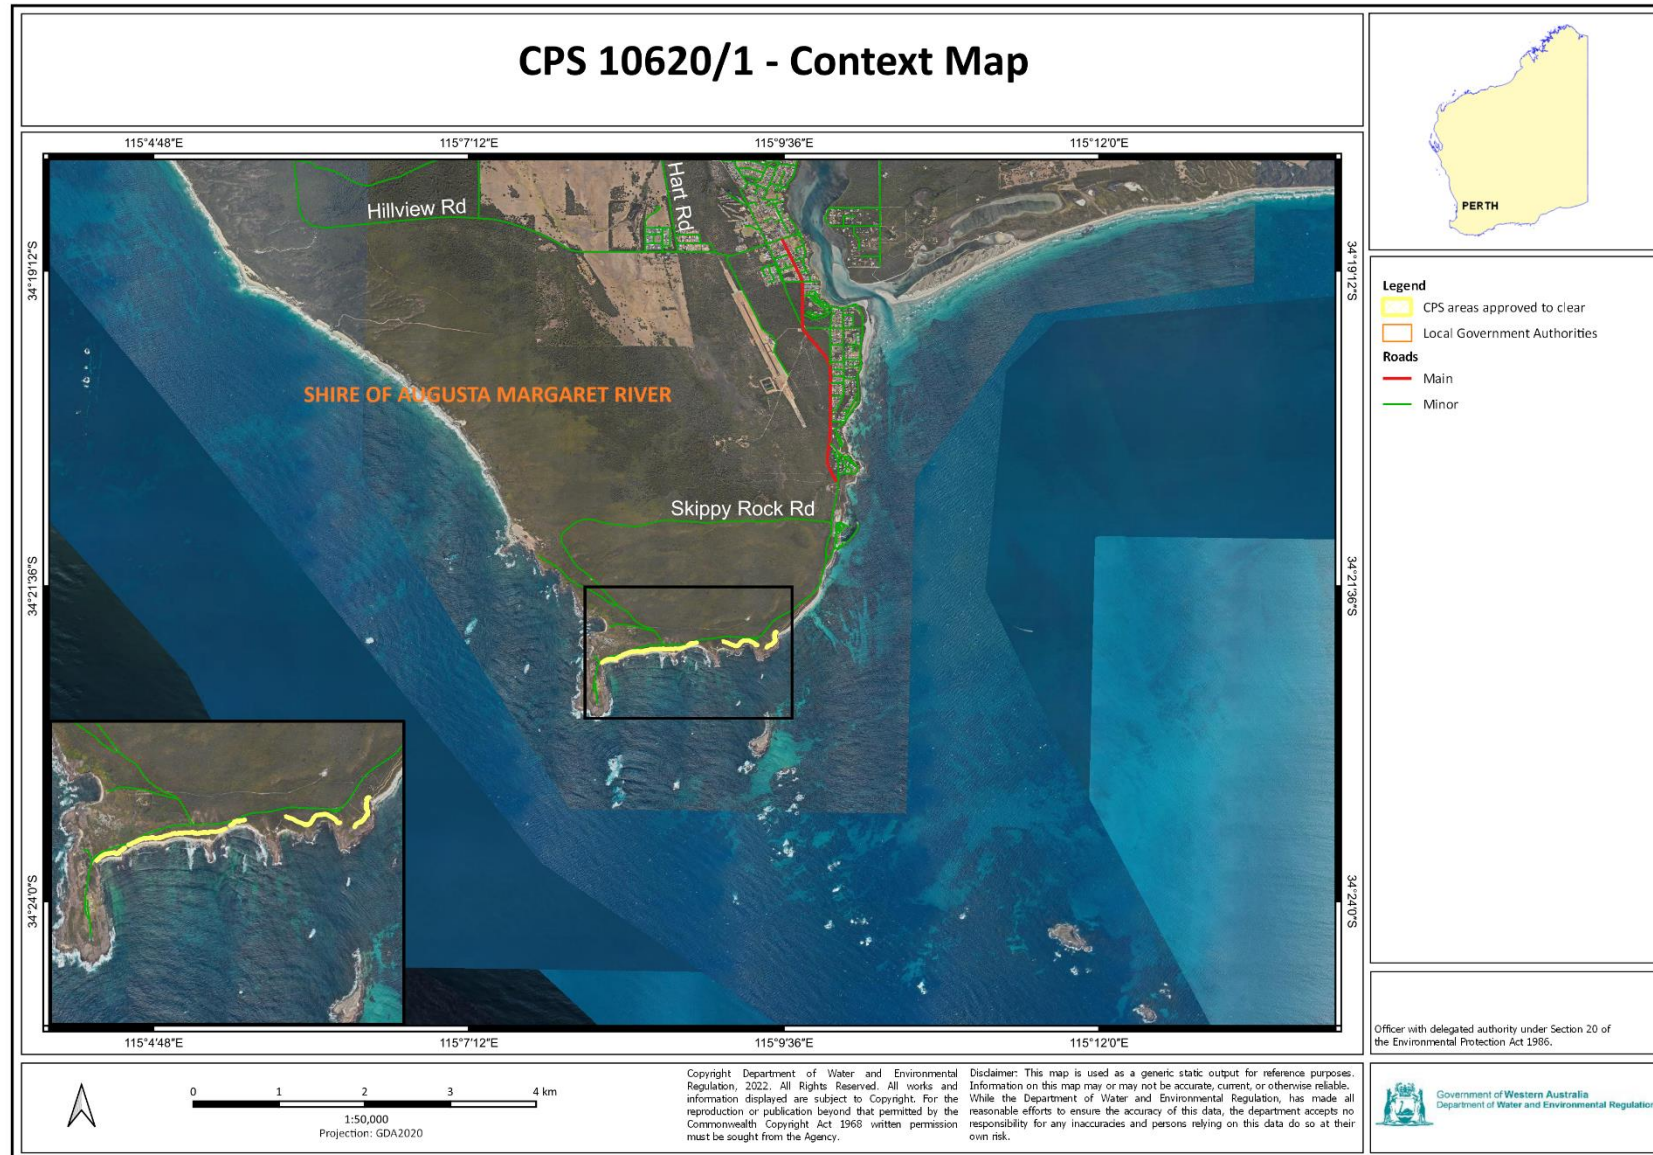 CPS 10620/1 - Context Map
PERTH
115°4'48"E
115°7'12"E
115°9'36"E
115°12'0"E
34°19'12"S
34°19'12"S
34°21'36"S
34°21'36"S
34°24'0"S
34°24'0"S
Hillview Rd
Hart Rd
SHIRE OF AUGUSTA MARGARET RIVER
Skippy Rock Rd
115°4'48"E
115°7'12"E
115°9'36"E
115°12'0"E
Legend
CPS areas approved to clear
Local Government Authorities
Roads
Main
Minor
Officer with delegated authority under Section 20 of
the Environmental Protection Act 1986.
0 1 2 3 4 km
1:50,000
Projection: GDA2020
Copyright Department of Water and Environmental
Regulation, 2022. All Rights Reserved. All works and
information displayed are subject to Copyright. For the
reproduction or publication beyond that permitted by the
Commonwealth Copyright Act 1968 written permission
must be sought from the Agency.
Disclaimer: This map is used as a generic static output for reference purposes.
Information on this map may or may not be accurate, current, or otherwise reliable.
While the Department of Water and Environmental Regulation, has made all
reasonable efforts to ensure the accuracy of this data, the department accepts no
responsibility for any inaccuracies and persons relying on this data do so at their
own risk.
Government of Western Australia
Department of Water and Environmental Regulation